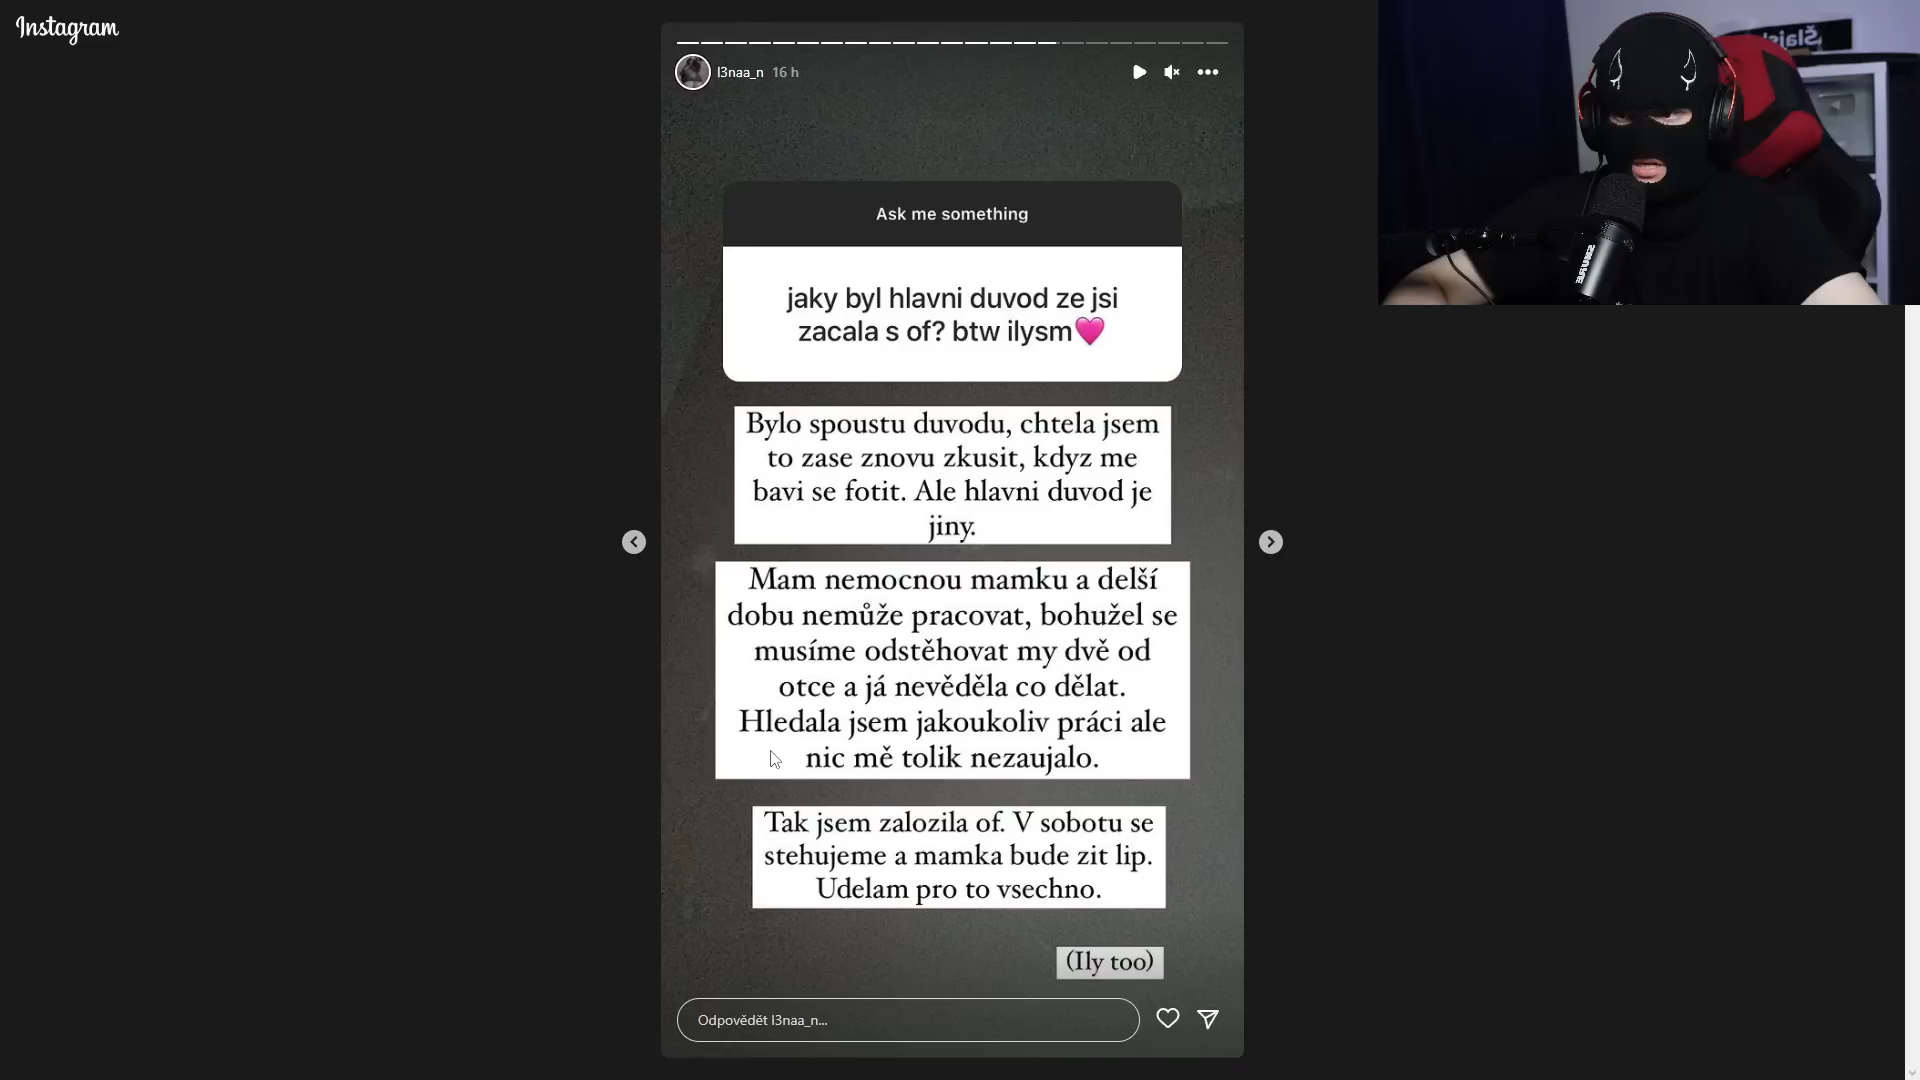 Instagram
l3naa_n 16 h
Ask me something
jaky byl hlavni duvod ze jsi
zacala s of? btw ilysm🩷
Bylo spoustu duvodu, chtela jsem
to zase znovu zkusit, kdyz me
bavi se fotit. Ale hlavni duvod je
jiny.
Mam nemocnou mamku a delší
dobu nemůže pracovat, bohužel se
musíme odstěhovat my dvě od
otce a já nevěděla co dělat.
Hledala jsem jakoukoliv práci ale
nic mě tolik nezaujalo.
Tak jsem zalozila of. V sobotu se
stehujeme a mamka bude zit lip.
Udelam pro to vsechno.
(Ily too)
Odpovědět l3naa_n...
SHURE